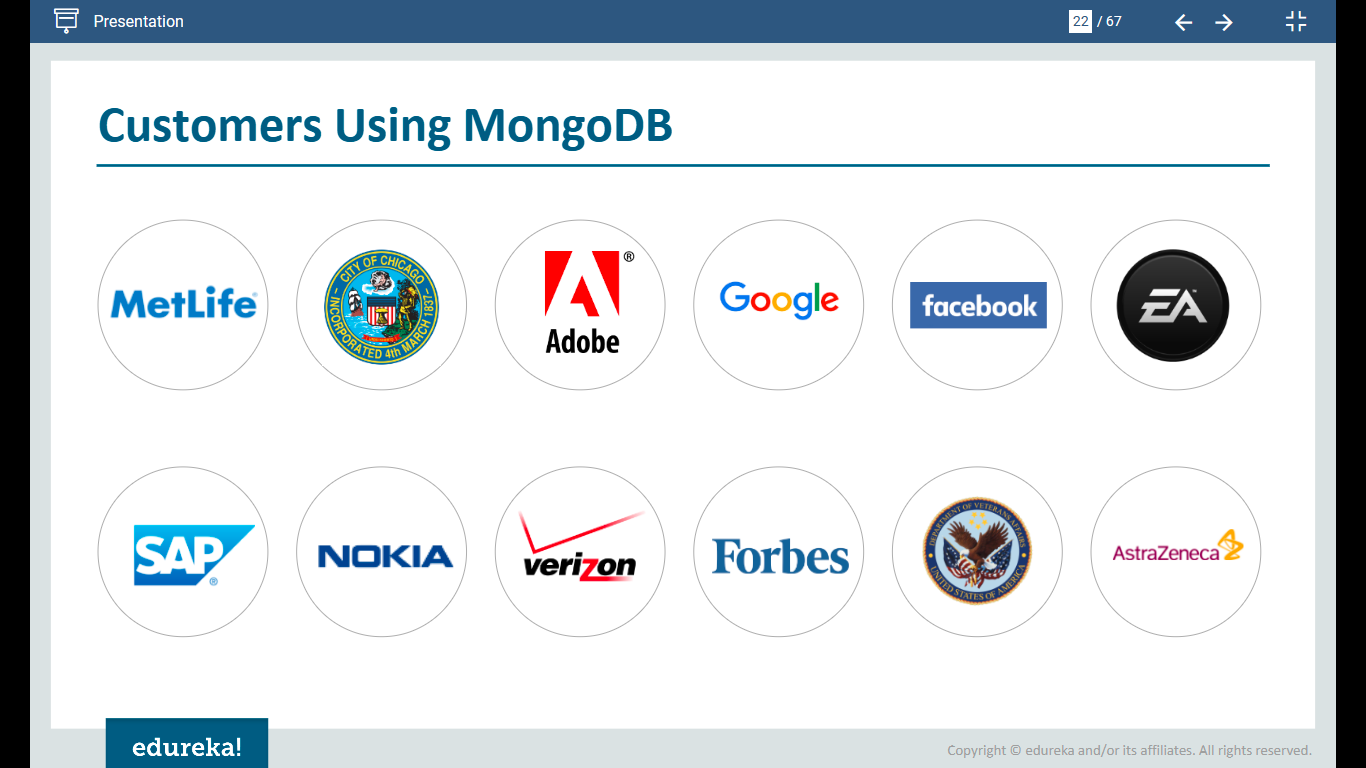 Presentation
22 / 67
Customers Using MongoDB
MetLife
CITY OF CHICAGO
INCORPORATED 4th MARCH 1837
Adobe®
Google
facebook
EA™
SAP®
NOKIA
verizon
Forbes
DEPARTMENT OF VETERANS AFFAIRS
UNITED STATES OF AMERICA
AstraZeneca
edureka!
Copyright © edureka and/or its affiliates. All rights reserved.